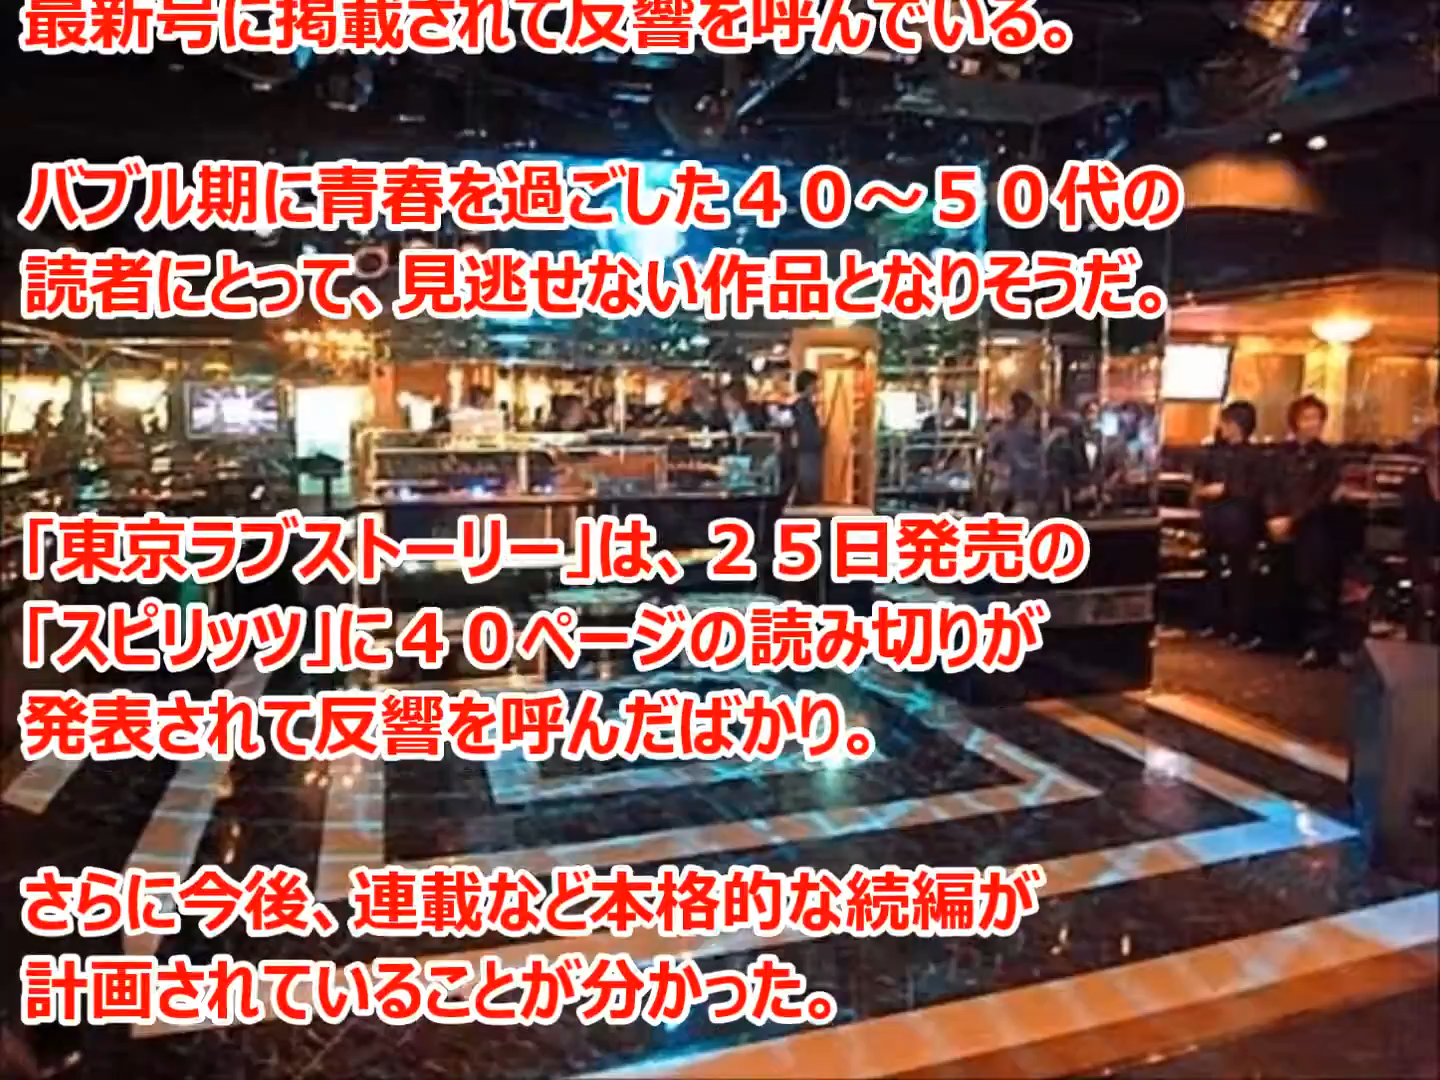 最新号に掲載されて反響を呼んでいる。
バブル期に青春を過ごした４０～５０代の
読者にとって、見逃せない作品となりそうだ。
「東京ラブストーリー」は、２５日発売の
「スピリッツ」に４０ページの読み切りが
発表されて反響を呼んだばかり。
さらに今後、連載など本格的な続編が
計画されていることが分かった。